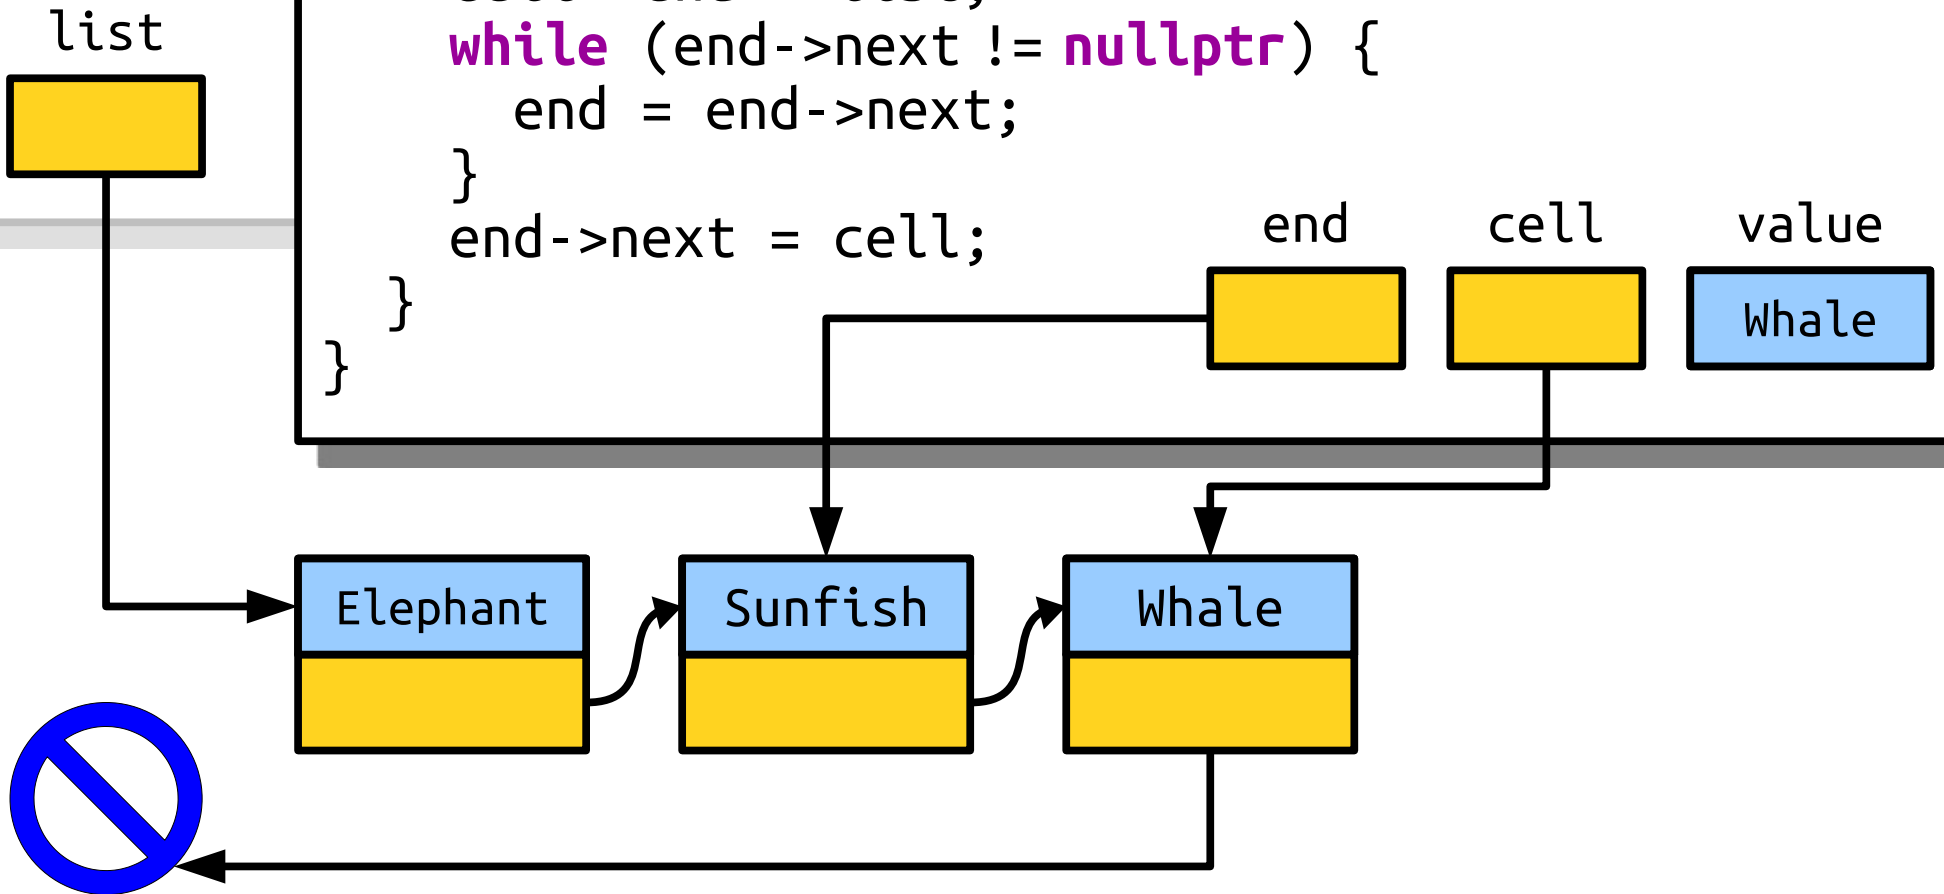 list
while (end->next != nullptr) {
end = end->next;
}
end->next = cell;
}
}
end cell value
Whale
Elephant Sunfish Whale